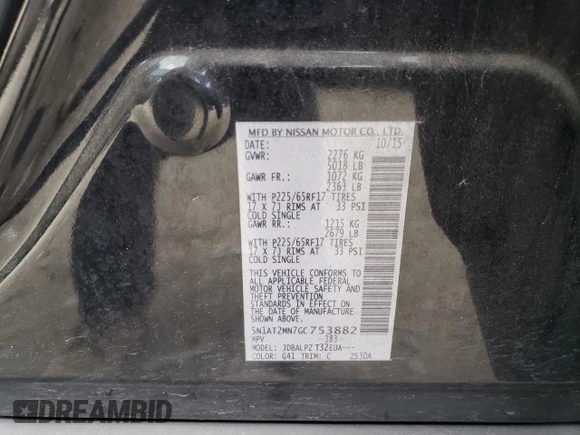 MFD BY NISSAN MOTOR CO., LTD.
DATE: 10/15
GVWR: 2276 KG
5018 LB
GAWR FR.: 1072 KG
2363 LB
WITH P225/65RF17 TIRES
17 X 7J RIMS AT 33 PSI
COLD SINGLE
GAWR RR.: 1215 KG
2679 LB
WITH P225/65RF17 TIRES
17 X 7J RIMS AT 33 PSI
COLD SINGLE
THIS VEHICLE CONFORMS TO
ALL APPLICABLE FEDERAL
MOTOR VEHICLE SAFETY AND
THEFT PREVENTION
STANDARDS IN EFFECT ON
THE DATE OF MANUFACTURE
SHOWN ABOVE.
5N1AT2MN7GC753882
MPV -383-
MODEL: JDBALPZ T32EUA---
COLOR: G41 TRIM: C 2S3DA
DREAMBID